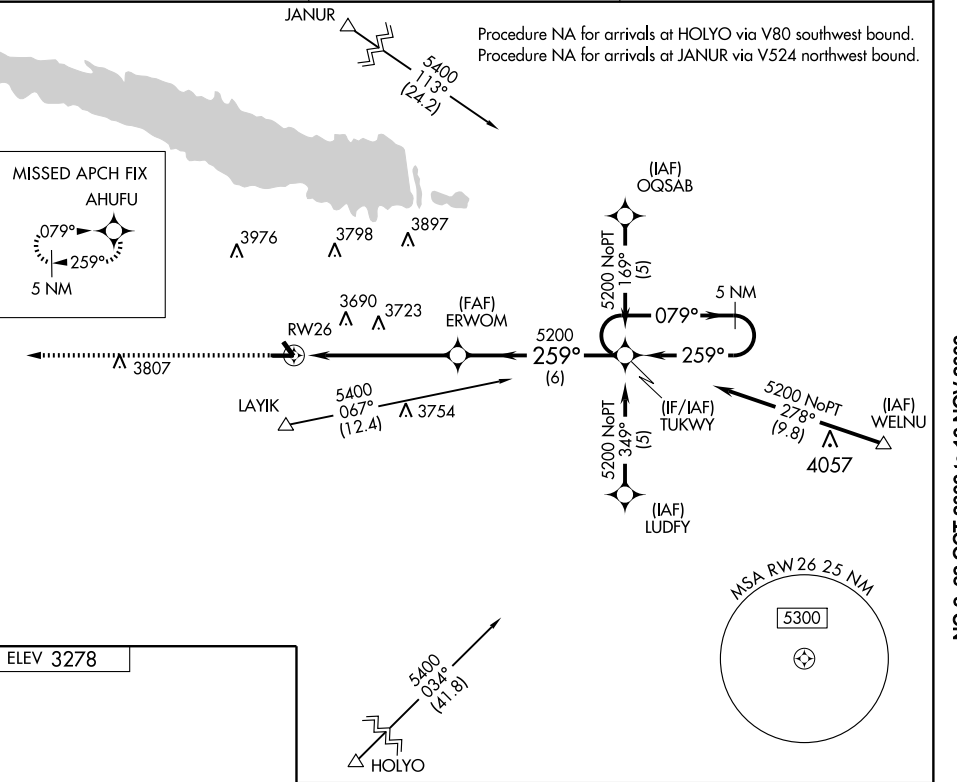 JANUR
Procedure NA for arrivals at HOLYO via V80 southwest bound.
Procedure NA for arrivals at JANUR via V524 northwest bound.
5400
113°
(24.2)
MISSED APCH FIX
AHUFU
079°
259°
5 NM
3976
3798
3897
(IAF)
OQSAB
5200 NoPT
169°
(5)
5 NM
079°
259°
3690
3723
RW26
(FAF)
ERWOM
5200
259°
(6)
3807
LAYIK
5400
067°
(12.4)
3754
(IF/IAF)
TUKWY
5200 NoPT
349°
(5)
5200 NoPT
278°
(9.8)
(IAF)
WELNU
4057
(IAF)
LUDFY
MSA RW 26 25 NM
5300
ELEV 3278
5400
034°
(41.8)
HOLYO